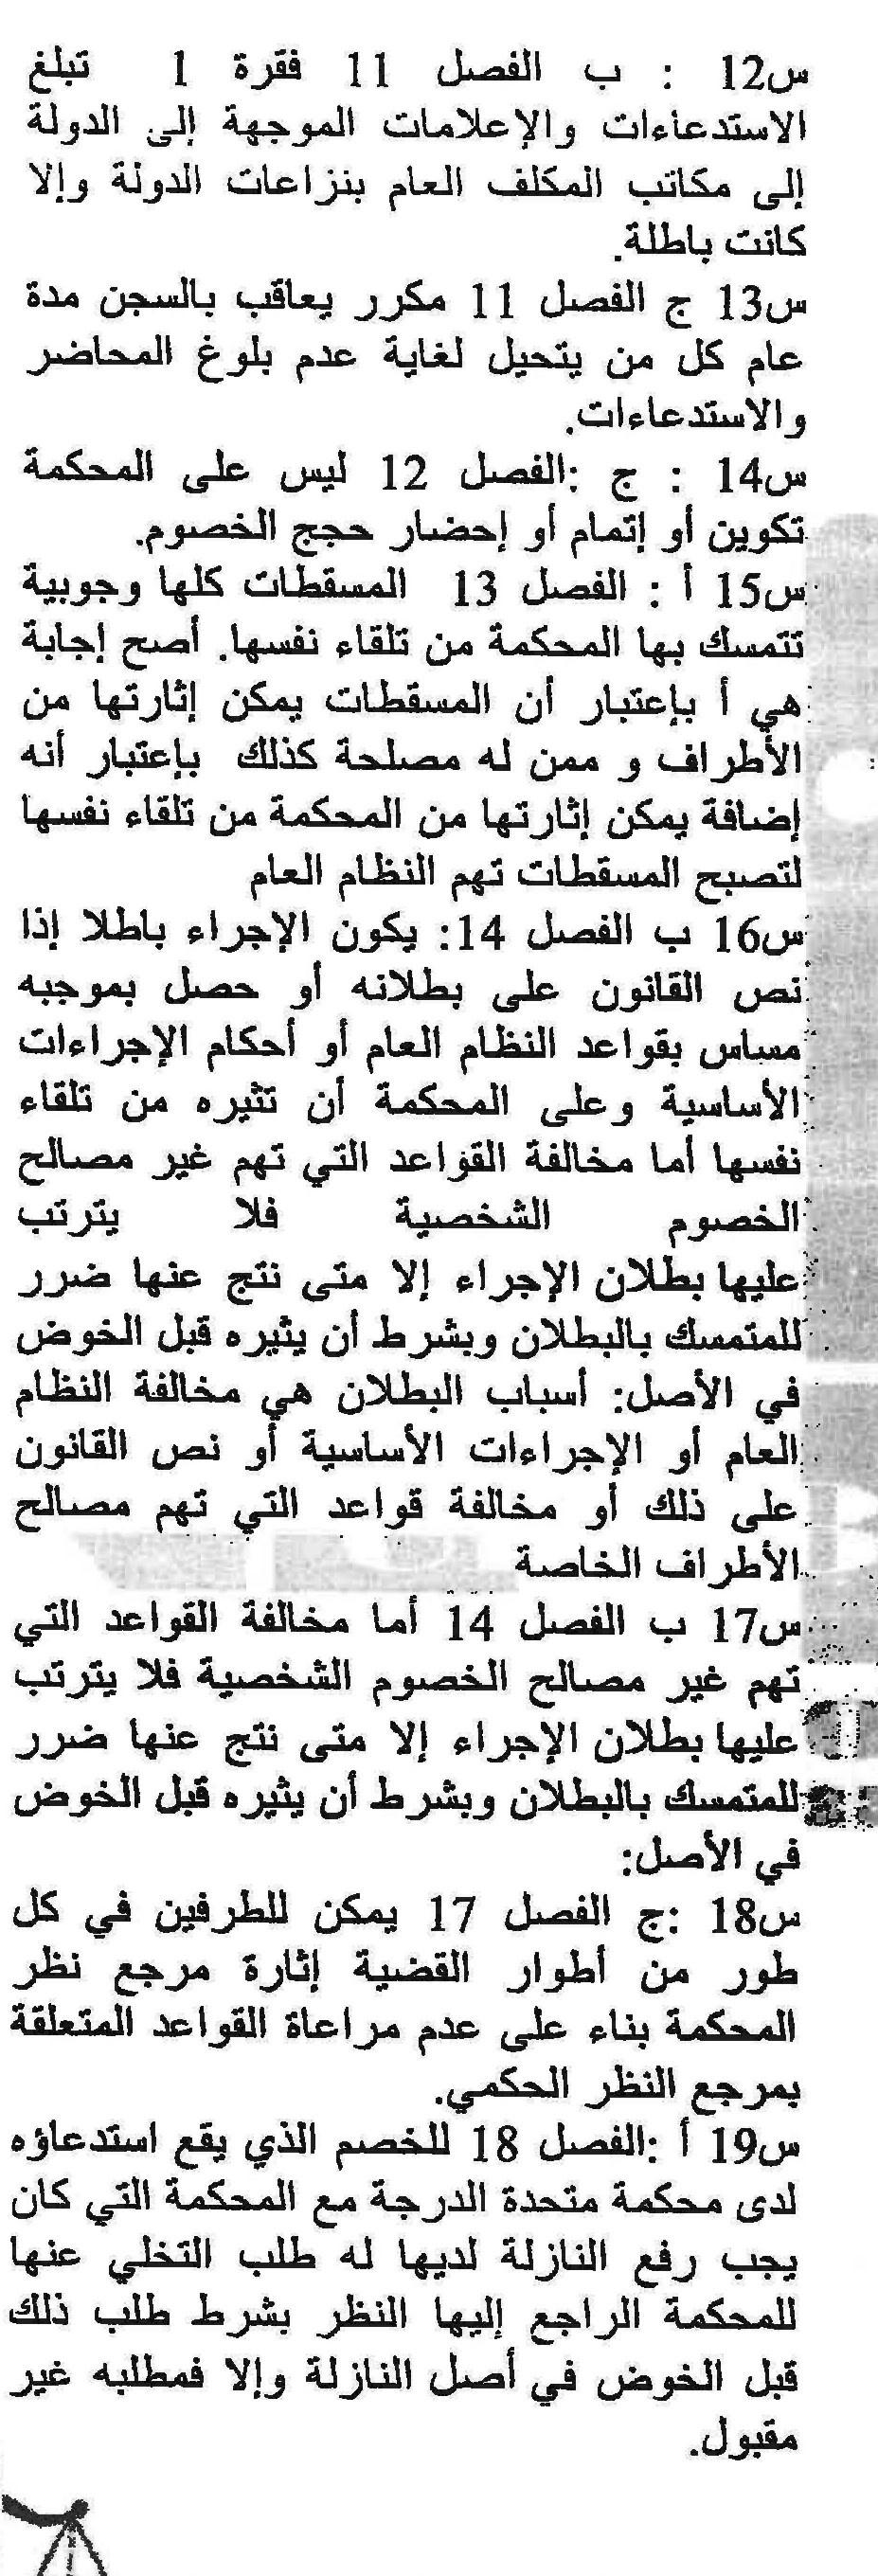 س12 : ب الفصل 11 فقرة 1 تبلغ
الاستدعاءات والإعلامات الموجهة إلى الدولة
إلى مكاتب المكلف العام بنزاعات الدولة وإلا
كانت باطلة.
س13 ج الفصل 11 مكرر يعاقب بالسجن مدة
عام كل من يتحيل لغاية عدم بلوغ المحاضر
والاستدعاءات.
س14 : ج :الفصل 12 ليس على المحكمة
تكوين أو إتمام أو إحضار حجج الخصوم.
س15 أ : الفصل 13 المسقطات كلها وجوبية
تتمسك بها المحكمة من تلقاء نفسها. أصح إجابة
هي أ بإعتبار أن المسقطات يمكن إثارتها من
الأطراف و ممن له مصلحة كذلك بإعتبار أنه
إضافة يمكن إثارتها من المحكمة من تلقاء نفسها
لتصبح المسقطات تهم النظام العام
س16 ب الفصل 14: يكون الإجراء باطلا إذا
نص القانون على بطلانه أو حصل بموجبه
مساس بقواعد النظام العام أو أحكام الإجراءات
الأساسية وعلى المحكمة أن تثيره من تلقاء
نفسها أما مخالفة القواعد التي تهم غير مصالح
الخصوم الشخصية فلا يترتب
عليها بطلان الإجراء إلا متى نتج عنها ضرر
للمتمسك بالبطلان وبشرط أن يثيره قبل الخوض
في الأصل: أسباب البطلان هي مخالفة النظام
العام أو الإجراءات الأساسية أو نص القانون
على ذلك أو مخالفة قواعد التي تهم مصالح
الأطراف الخاصة
س17 ب الفصل 14 أما مخالفة القواعد التي
تهم غير مصالح الخصوم الشخصية فلا يترتب
عليها بطلان الإجراء إلا متى نتج عنها ضرر
للمتمسك بالبطلان وبشرط أن يثيره قبل الخوض
في الأصل:
س18 :ج الفصل 17 يمكن للطرفين في كل
طور من أطوار القضية إثارة مرجع نظر
المحكمة بناء على عدم مراعاة القواعد المتعلقة
بمرجع النظر الحكمي.
س19 أ :الفصل 18 للخصم الذي يقع استدعاؤه
لدى محكمة متحدة الدرجة مع المحكمة التي كان
يجب رفع النازلة لديها له طلب التخلي عنها
للمحكمة الراجع إليها النظر بشرط طلب ذلك
قبل الخوض في أصل النازلة وإلا فمطلبه غير
مقبول.